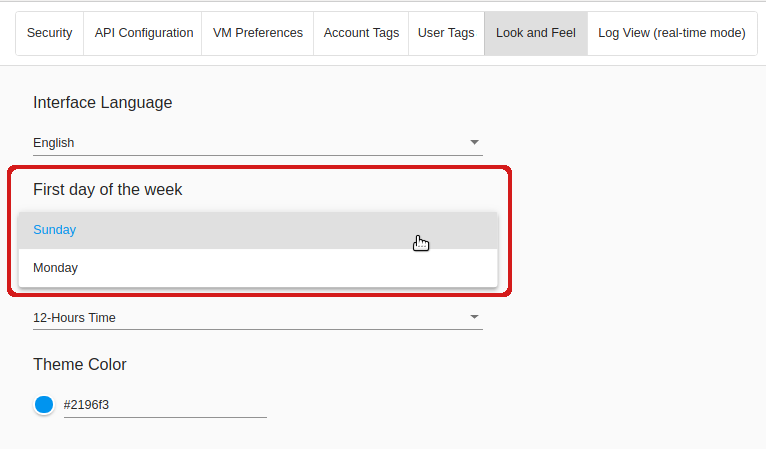 Security API Configuration VM Preferences Account Tags User Tags Look and Feel Log View (real-time mode)
Interface Language
English
First day of the week
Sunday
Monday
12-Hours Time
Theme Color
#2196f3